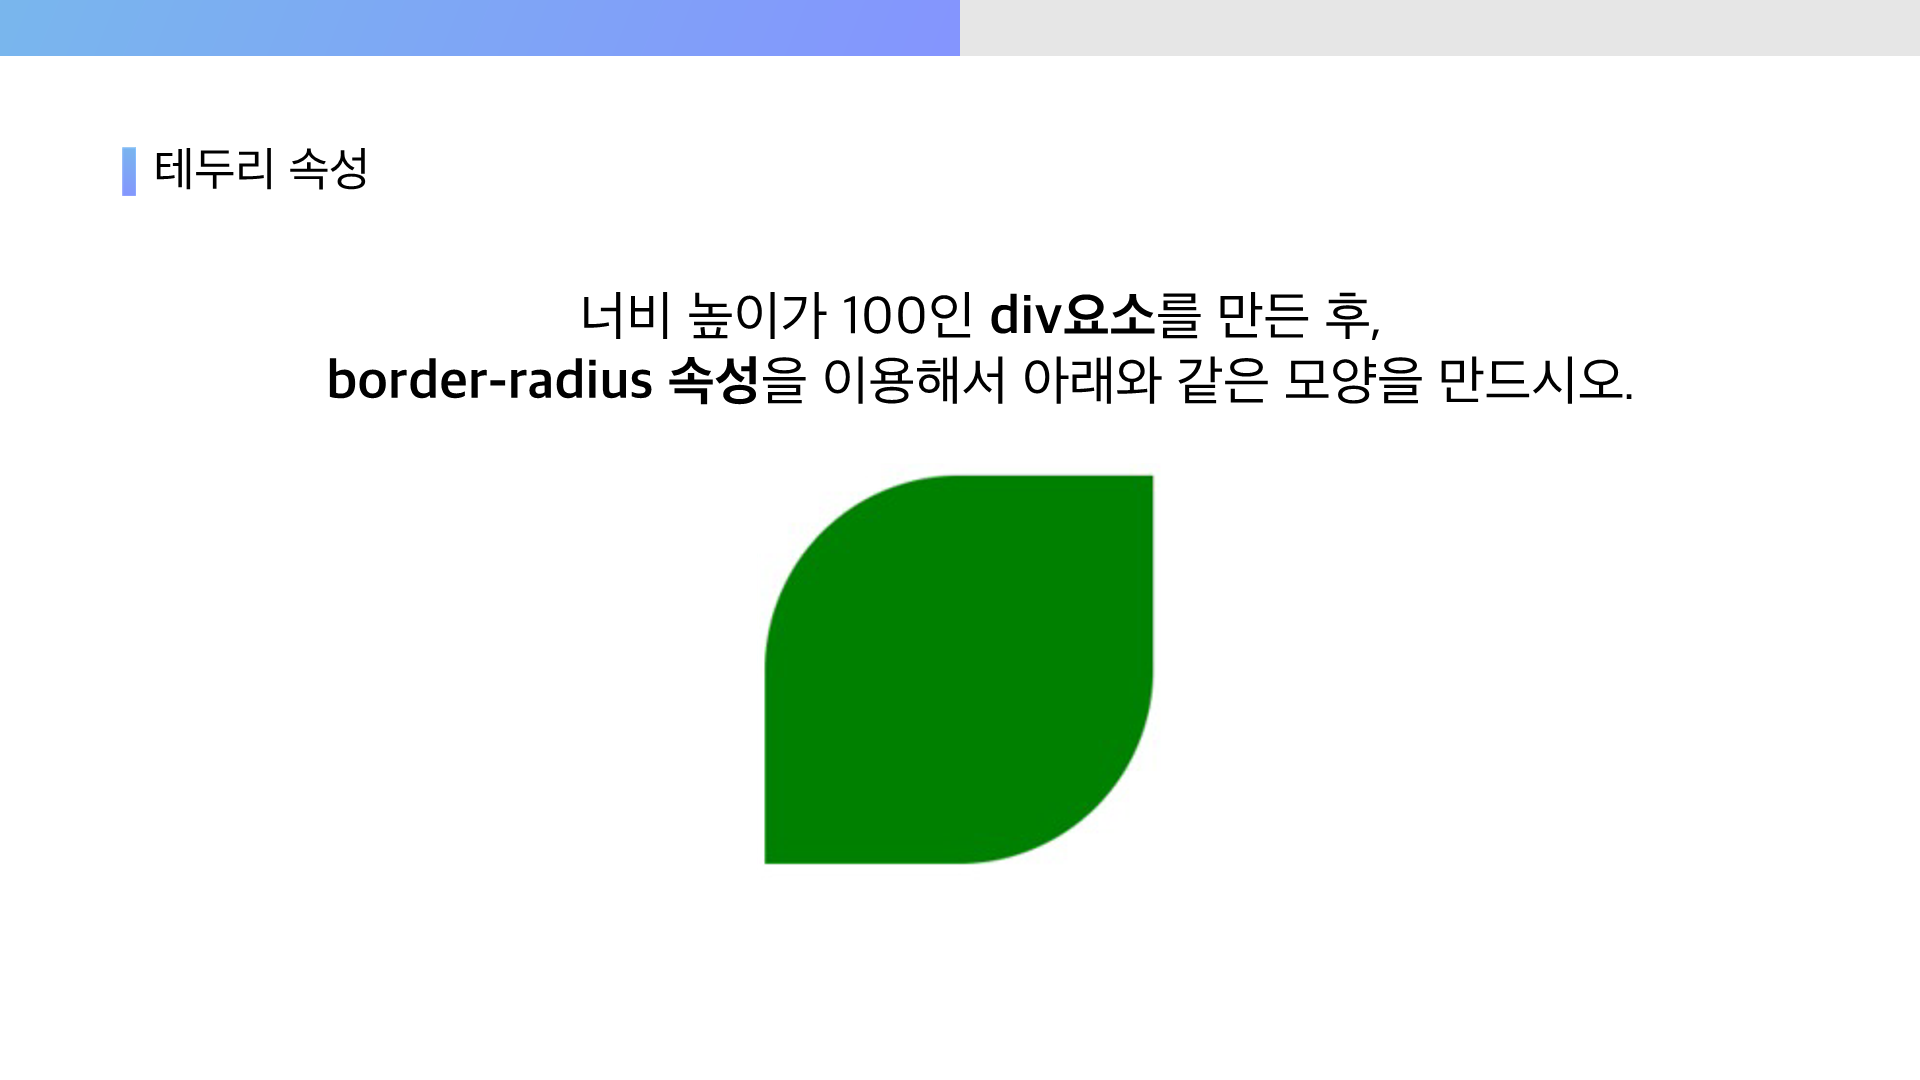 테두리 속성
너비 높이가 100인 div요소를 만든 후,
border-radius 속성을 이용해서 아래와 같은 모양을 만드시오.